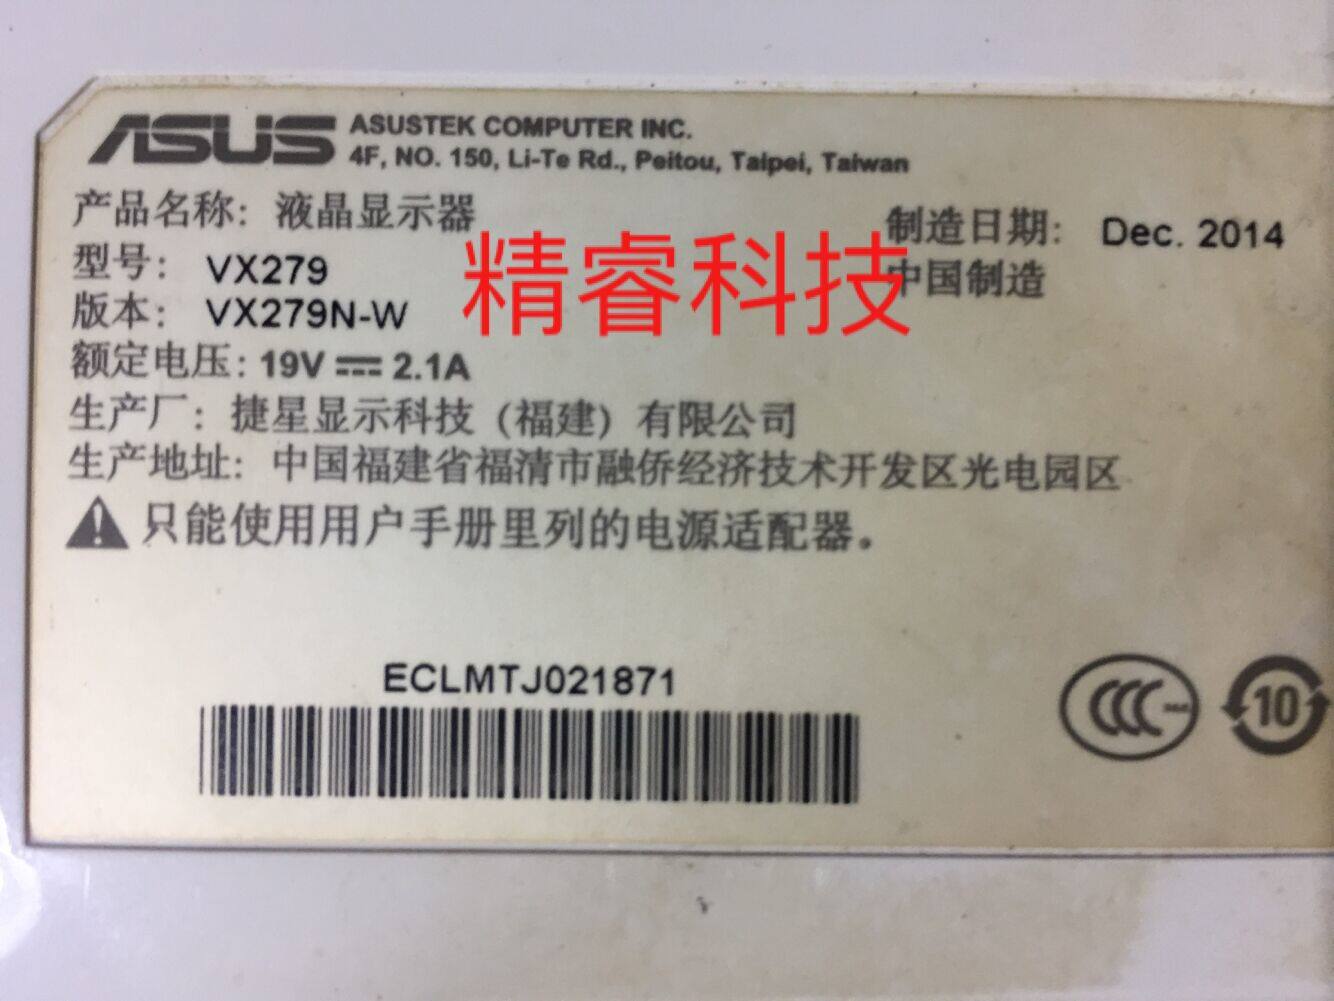 ASUS ASUSTEK COMPUTER INC.
4F, NO. 150, Li-Te Rd., Peitou, Taipei, Taiwan
产品名称: 液晶显示器
制造日期: Dec. 2014
型号: VX279
中国制造
精睿科技
版本: VX279N-W
额定电压: 19V 2.1A
生产厂: 捷星显示科技 (福建) 有限公司
生产地址: 中国福建省福清市融侨经济技术开发区光电园区
只能使用用户手册里列的电源适配器。
ECLMTJ021871
CCC
10